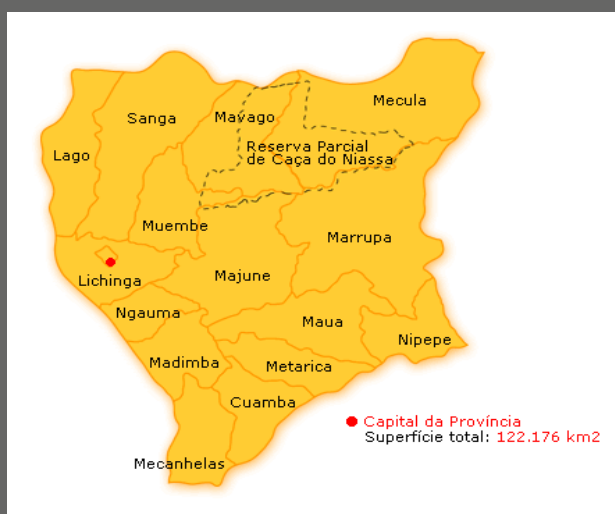 Mecula
Sanga
Mavago
Reserva Parcial
de Caça do Niassa
Lago
Muembe
Marrupa
Majune
Lichinga
Ngauma
Maua
Nipepe
Madimba
Metarica
Cuamba
Capital da Província
Superfície total: 122.176 km2
Mecanhelas